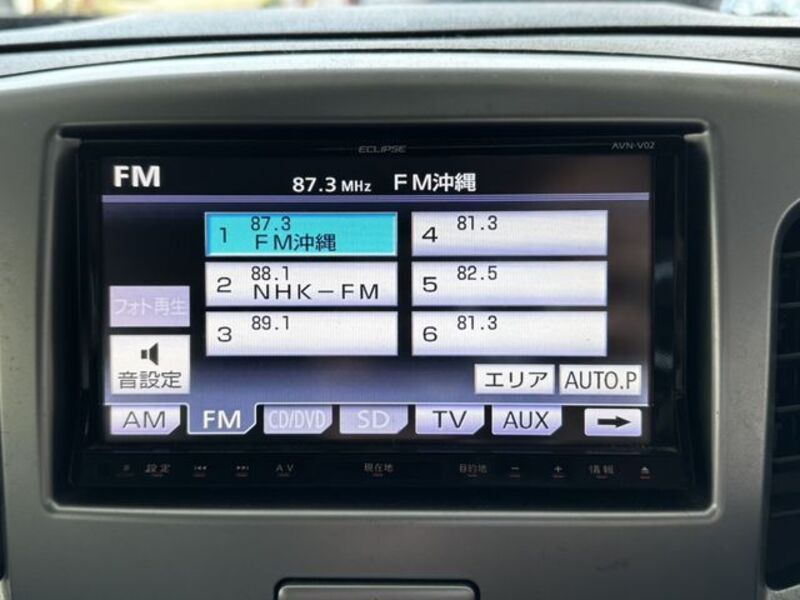 ECLIPSE
AVN-V02
FM
87.3 MHz ＦＭ沖縄
1 87.3 ＦＭ沖縄
4 81.3
2 88.1 ＮＨＫ－ＦＭ
5 82.5
3 89.1
6 81.3
フォト再生
音設定
エリア
AUTO.P
AM
FM
CD/DVD
SD
TV
AUX
→
設定
AV
現在地
目的地
－
＋
情報